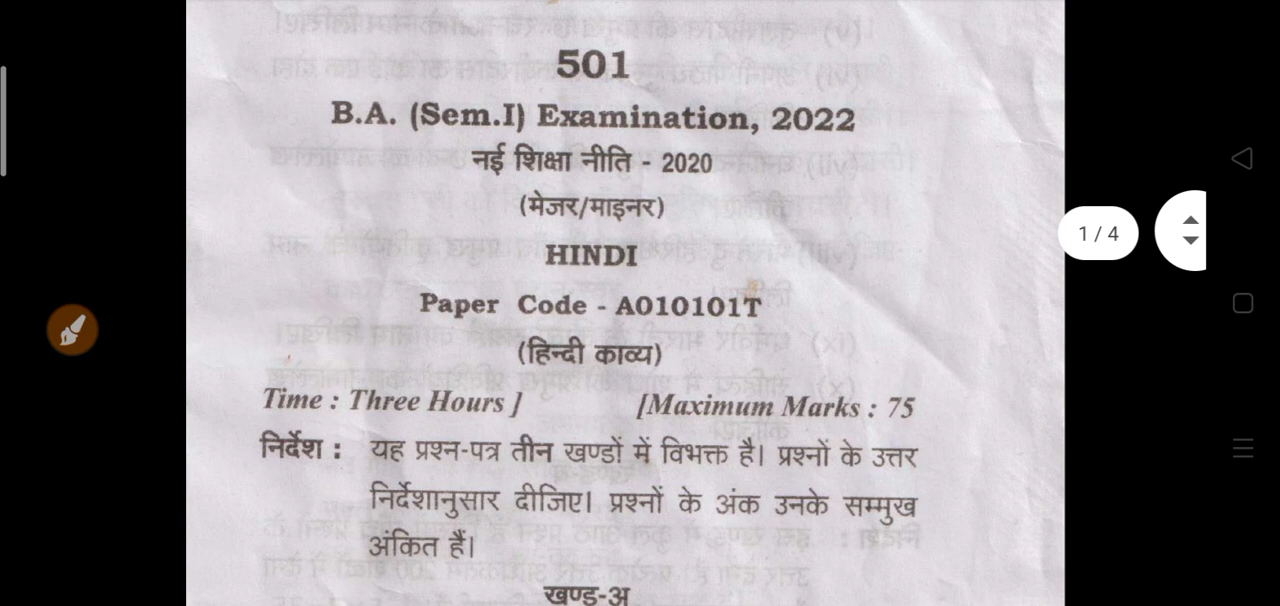 501
B.A. (Sem.I) Examination, 2022
नई शिक्षा नीति - 2020
(मेजर/माइनर)
HINDI
1 / 4
Paper Code - A010101T
(हिन्दी काव्य)
Time : Three Hours ]	[Maximum Marks : 75
निर्देश : यह प्रश्न-पत्र तीन खण्डों में विभक्त है। प्रश्नों के उत्तर
निर्देशानुसार दीजिए। प्रश्नों के अंक उनके सम्मुख
अंकित हैं।
खण्ड-अ